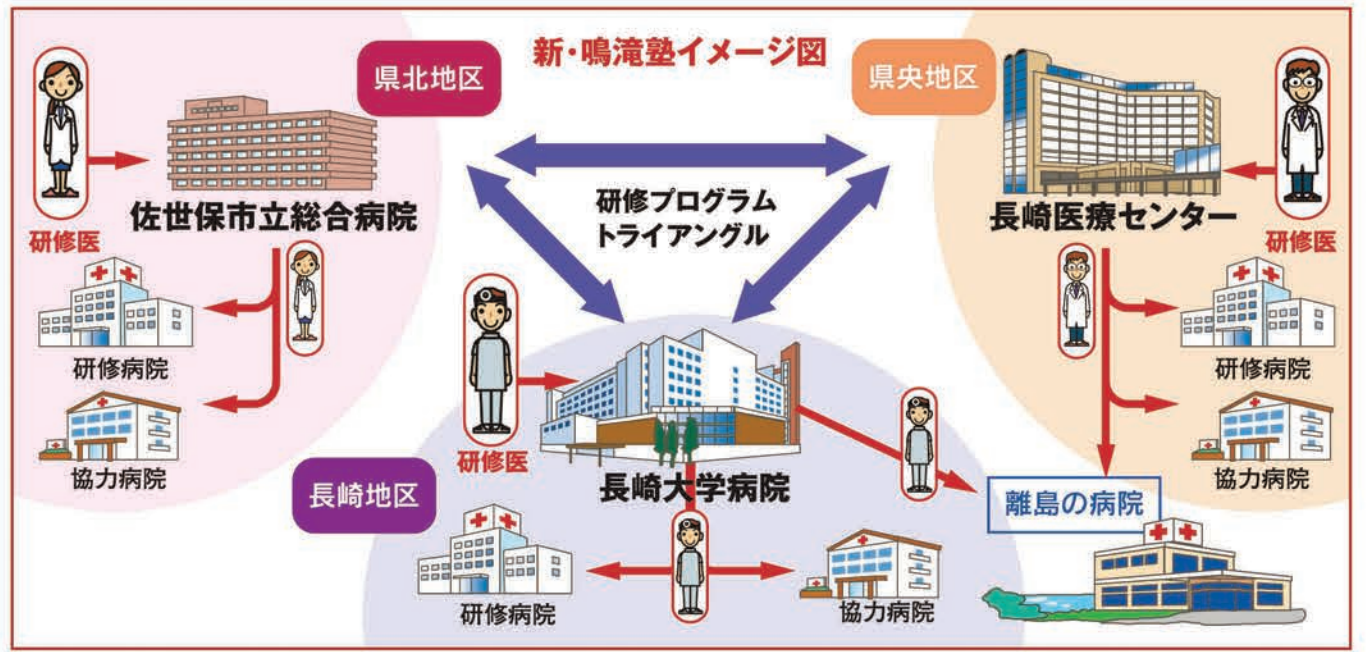 新・鳴滝塾イメージ図
県北地区
県央地区
佐世保市立総合病院
研修医
研修病院
協力病院
研修プログラム
トライアングル
長崎医療センター
研修医
研修病院
協力病院
研修医
長崎地区
長崎大学病院
研修病院
協力病院
離島の病院